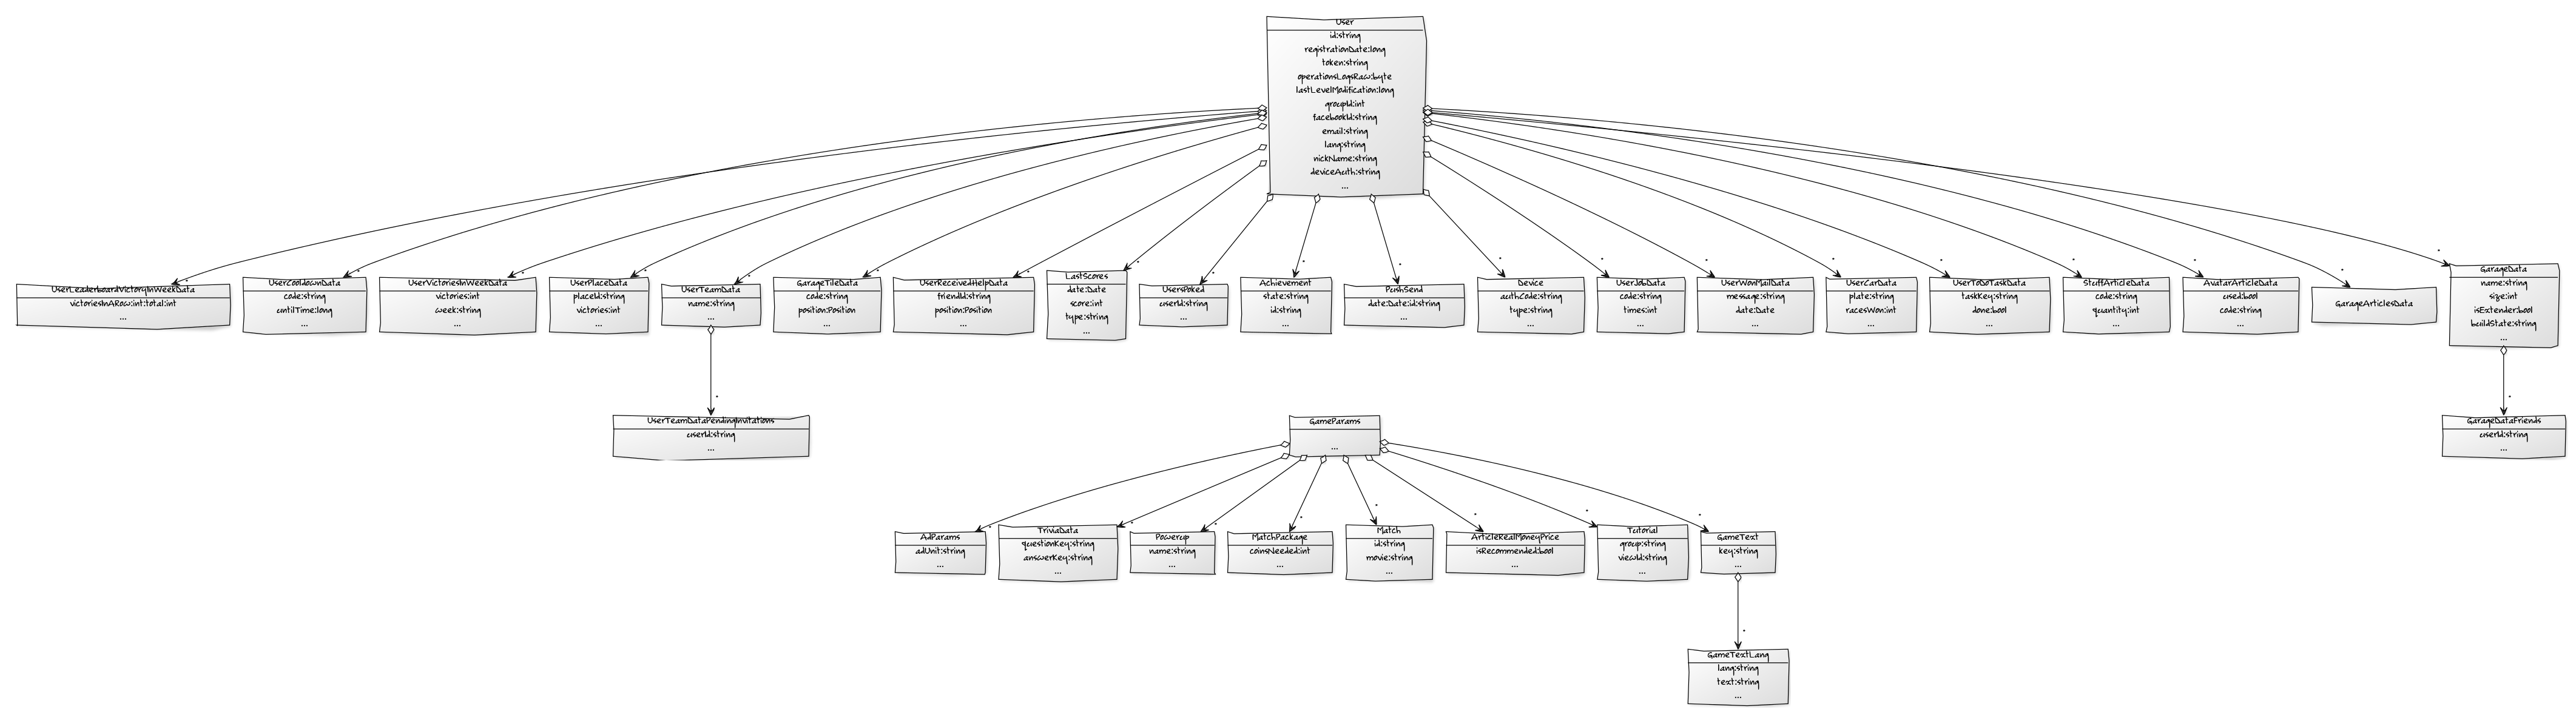 User
id:string
registrationDate:long
token:string
operationsLogsRaw:byte
lastLevelModification:long
groupId:int
facebookId:string
email:string
lang:string
nickName:string
deviceAuth:string
...
UserLeaderboardVictoryInWeekData
victoriesInARow:int:total:int
...
UserCooldownData
code:string
untilTime:long
...
UserVictoriesInWeekData
victories:int
week:string
...
UserPlaceData
placeId:string
victories:int
...
UserTeamData
name:string
...
GarageTileData
code:string
position:Position
...
UserReceivedHelpData
friendId:string
position:Position
...
LastScores
date:Date
score:int
type:string
...
UsersPoked
userId:string
...
Achievement
state:string
id:string
...
PushSend
date:Date:id:string
...
Device
authCode:string
type:string
...
UserJobData
code:string
times:int
...
UserWonMailData
message:string
date:Date
...
UserCarData
plate:string
racesWon:int
...
UserToDoTaskData
taskKey:string
done:bool
...
StuffArticleData
code:string
quantity:int
...
AvatarArticleData
used:bool
code:string
...
GarageArticlesData
GarageData
name:string
size:int
isExtender:bool
buildState:string
...
UserTeamDataPendingInvitations
userId:string
...
GameParams
...
GarageDataFriends
userId:string
...
AdParams
adUnit:string
...
TriviaData
questionKey:string
answerKey:string
...
Powerup
name:string
...
MatchPackage
coinsNeeded:int
...
Match
id:string
movie:string
...
ArticleRealMoneyPrice
isRecommended:bool
...
Tutorial
group:string
viewId:string
...
GameText
key:string
...
GameTextLang
lang:string
text:string
...